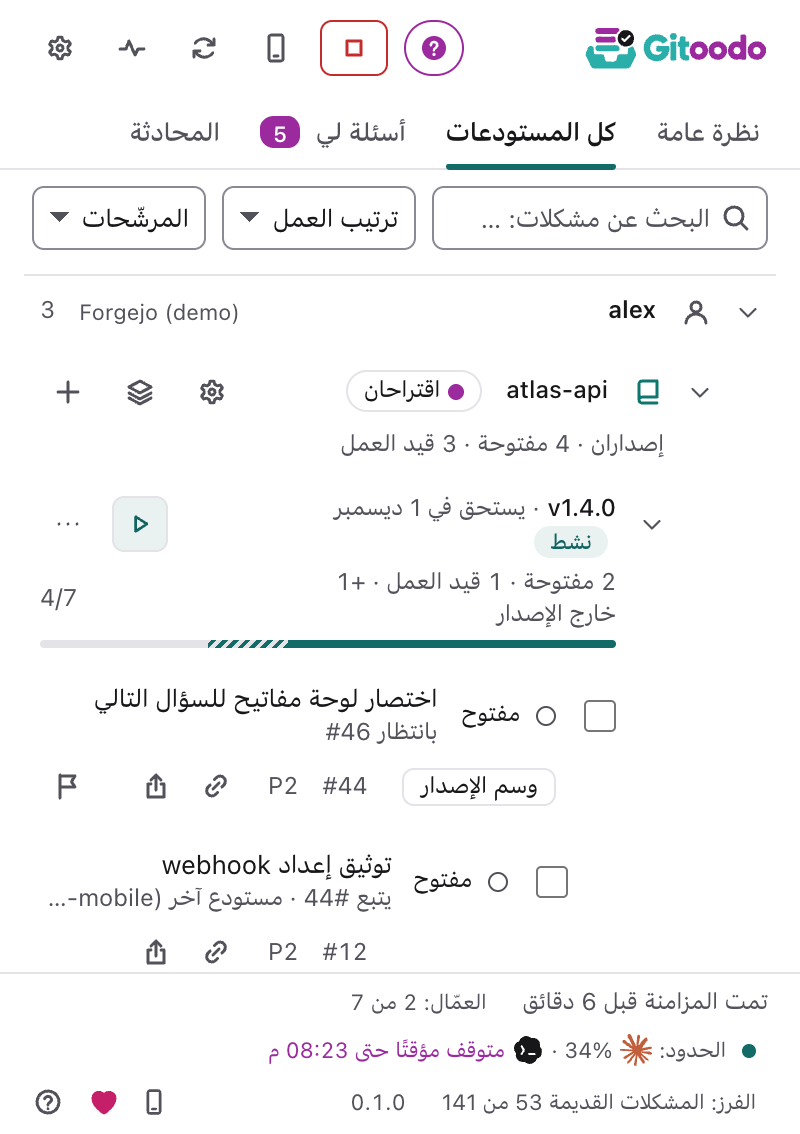 Gitoodo
نظرة عامة
كل المستودعات
أسئلة لي 5
المحادثة
البحث عن مشكلات: ...
ترتيب العمل
المرشّحات
alex
Forgejo (demo) 3
atlas-api
اقتراحان
إصداران · 4 مفتوحة · 3 قيد العمل
v1.4.0 · يستحق في 1 ديسمبر
نشط
2 مفتوحة · 1 قيد العمل · +1
خارج الإصدار
4/7
مفتوح
اختصار لوحة مفاتيح للسؤال التالي
بانتظار #46
وسم الإصدار
#44 P2
مفتوح
توثيق إعداد webhook
يتبع #44 · مستودع آخر (mobile-...
#12 P2
تمت المزامنة قبل 6 دقائق
العمّال: 2 من 7
الحدود: 34% · متوقف مؤقتًا حتى 08:23 م
الفرز: المشكلات القديمة 53 من 141
0.1.0